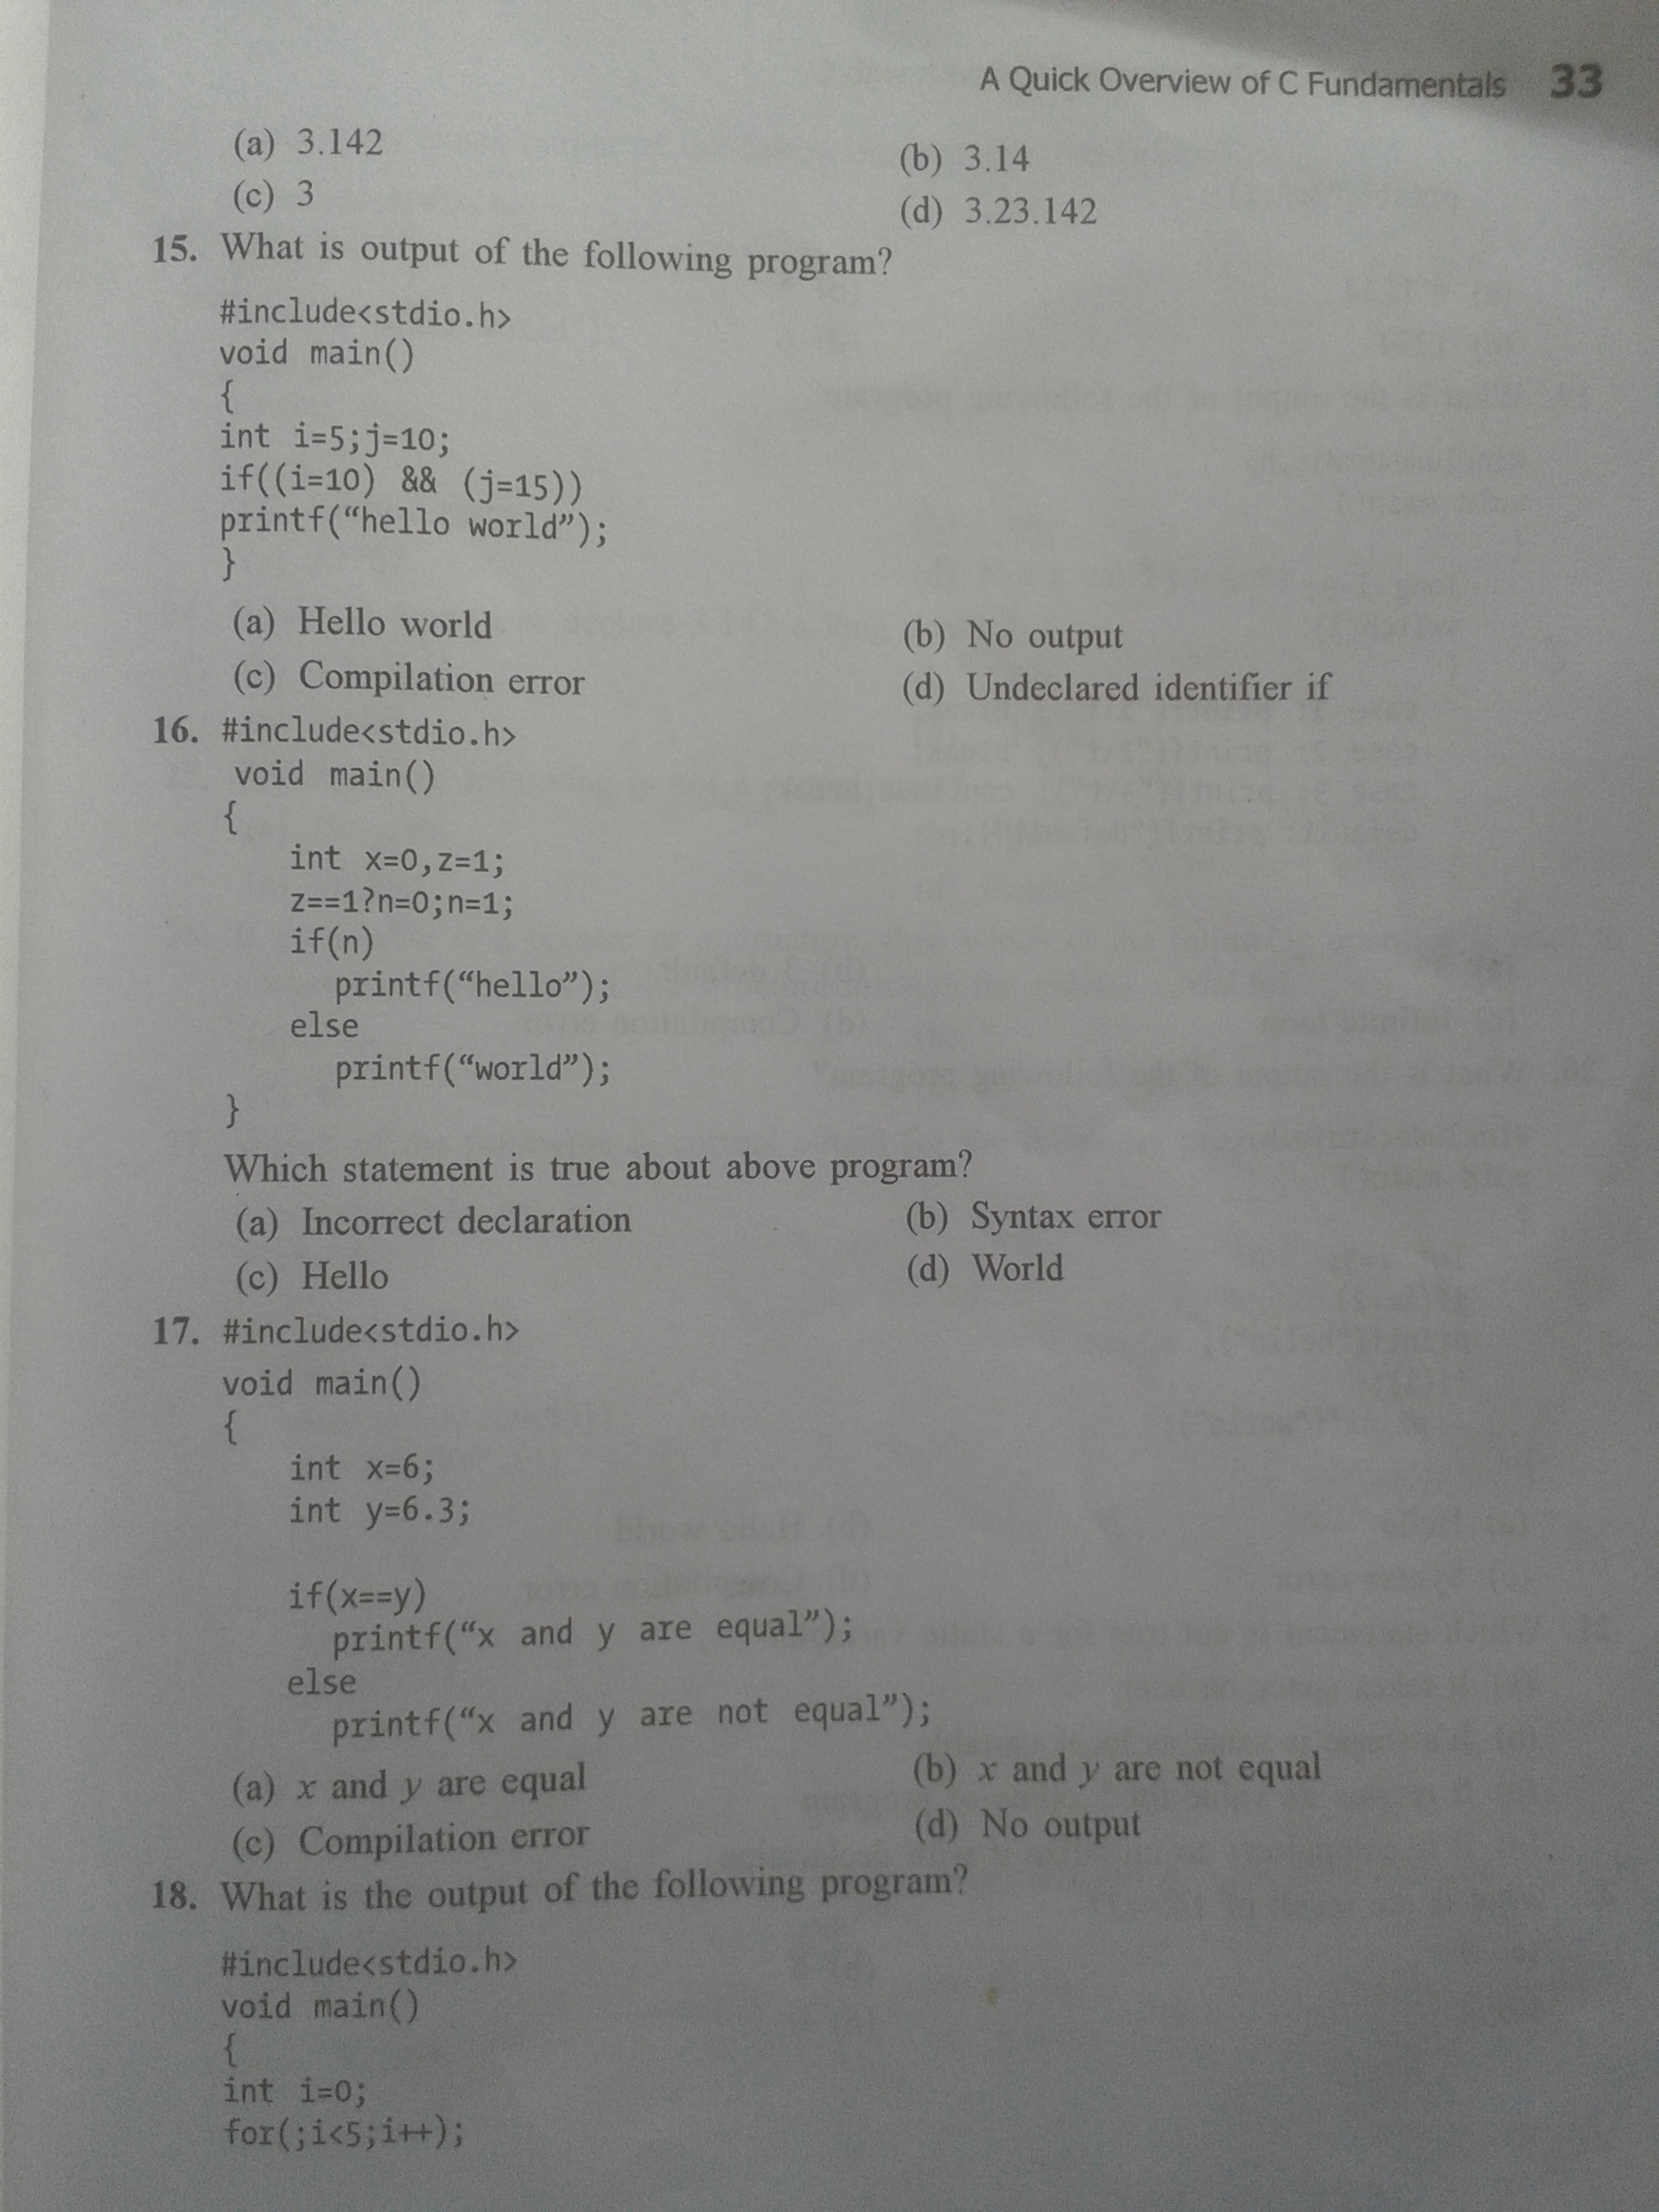 A Quick Overview of C Fundamentals 33
(a) 3.142 (b) 3.14
(c) 3 (d) 3.23.142
15. What is output of the following program?
#include<stdio.h>
void main()
{
int i=5;j=10;
if((i=10) && (j=15))
printf(“hello world”);
}
(a) Hello world (b) No output
(c) Compilation error (d) Undeclared identifier if
16. #include<stdio.h>
void main()
{
int x=0,z=1;
z==1?n=0;n=1;
if(n)
printf(“hello”);
else
printf(“world”);
}
Which statement is true about above program?
(a) Incorrect declaration (b) Syntax error
(c) Hello (d) World
17. #include<stdio.h>
void main()
{
int x=6;
int y=6.3;
if(x==y)
printf(“x and y are equal”);
else
printf(“x and y are not equal”);
(a) x and y are equal (b) x and y are not equal
(c) Compilation error (d) No output
18. What is the output of the following program?
#include<stdio.h>
void main()
{
int i=0;
for(;i<5;i++);